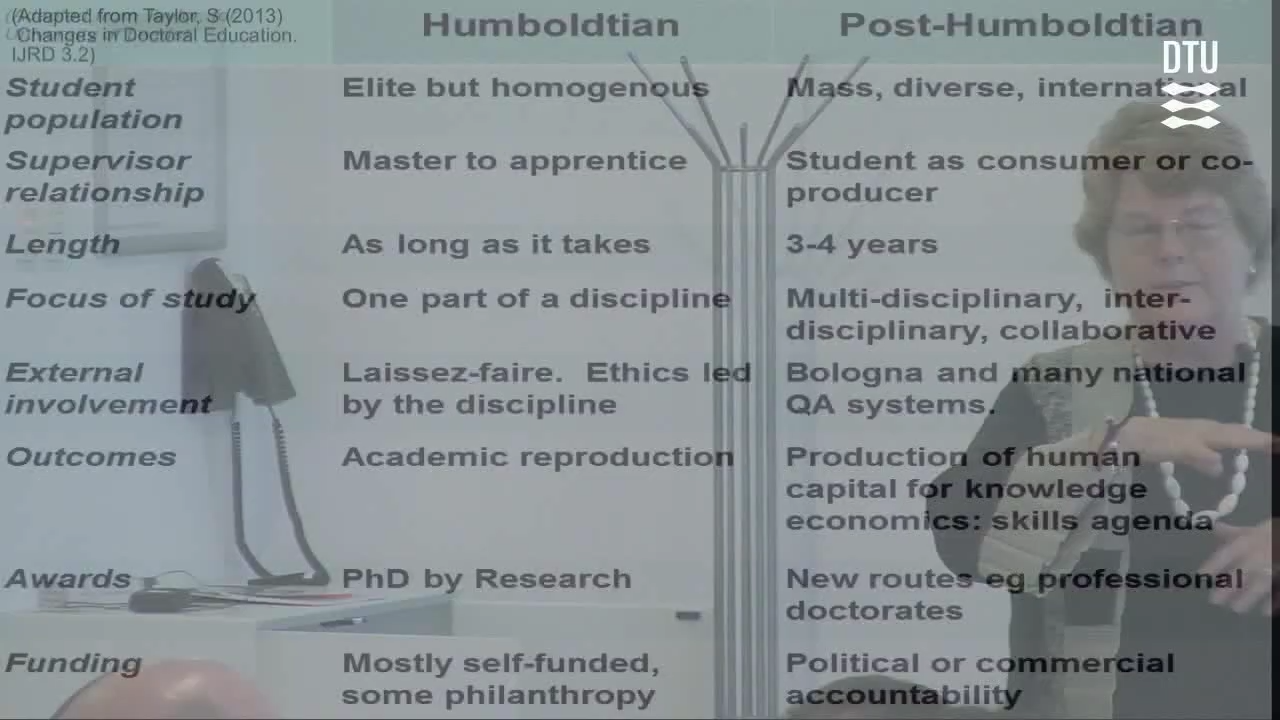 (Adapted from Taylor, S (2013)
Changes in Doctoral Education.
IJRD 3.2)
Humboldtian
Post-Humboldtian
DTU
Student
population
Elite but homogenous
Mass, diverse, international
Supervisor
relationship
Master to apprentice
Student as consumer or co-
producer
Length
As long as it takes
3-4 years
Focus of study
One part of a discipline
Multi-disciplinary, inter-
disciplinary, collaborative
External
involvement
Laissez-faire. Ethics led
by the discipline
Bologna and many national
QA systems.
Outcomes
Academic reproduction
Production of human
capital for knowledge
economics: skills agenda
Awards
PhD by Research
New routes eg professional
doctorates
Funding
Mostly self-funded,
some philanthropy
Political or commercial
accountability